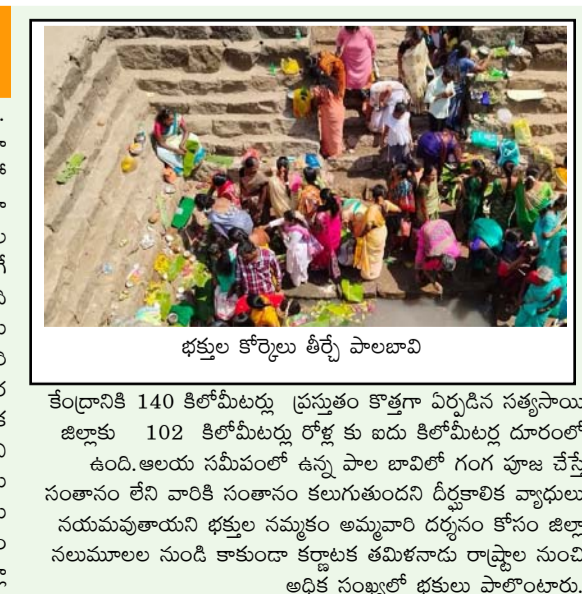 భక్తుల కోర్కెలు తీర్చే పాలబావి
కేంద్రానికి 140 కిలోమీటర్లు ప్రస్తుతం కొత్తగా ఏర్పడిన సత్యసాయి
జిల్లాకు 102 కిలోమీటర్లు రోళ్ల కు ఐదు కిలోమీటర్ల దూరంలో
ఉంది.ఆలయ సమీపంలో ఉన్న పాల బావిలో గంగ పూజ చేస్తే
సంతానం లేని వారికి సంతానం కలుగుతుందని దీర్ఘకాలిక వ్యాధులు
నయమవుతాయని భక్తుల నమ్మకం అమ్మవారి దర్శనం కోసం జిల్లా
నలుమూలల నుండి కాకుండా కర్ణాటక తమిళనాడు రాష్ట్రాల నుంచి
అధిక సంఖ్యలో భక్తులు పాల్గొంటారు.